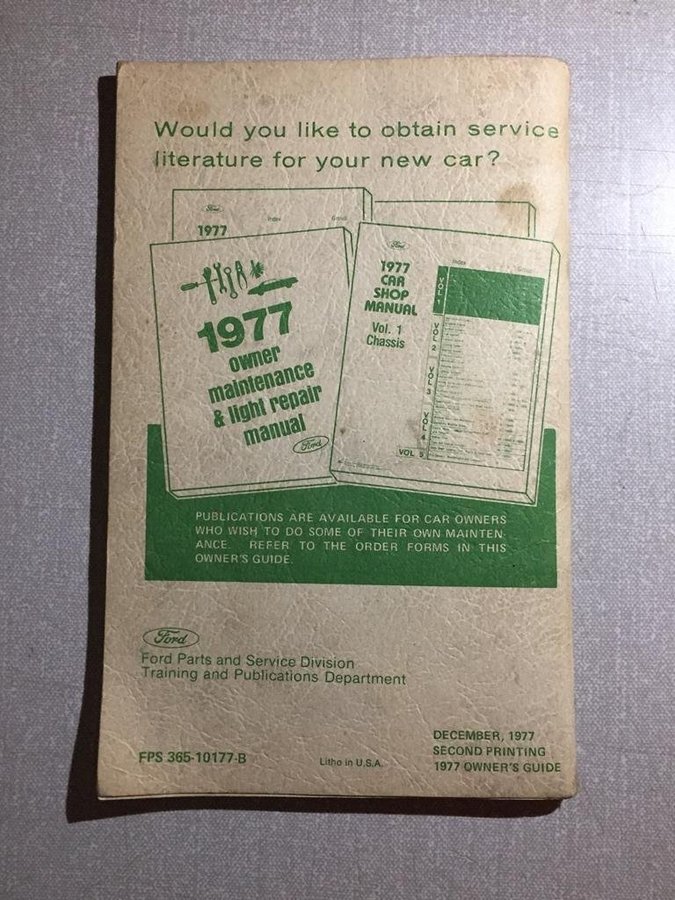 Would you like to obtain service
literature for your new car?
Ford
Index
Group
1977
Ford
1977
owner
maintenance
& light repair
manual
Ford
Ford
1977
CAR
SHOP
MANUAL
Vol. 1
Chassis
Index
Group
VOL 1
VOL 2
VOL 3
VOL 4
VOL 5
PUBLICATIONS ARE AVAILABLE FOR CAR OWNERS
WHO WISH TO DO SOME OF THEIR OWN MAINTEN-
ANCE. REFER TO THE ORDER FORMS IN THIS
OWNER'S GUIDE.
Ford
Ford Parts and Service Division
Training and Publications Department
FPS 365-10177-B
Litho in U.S.A.
DECEMBER, 1977
SECOND PRINTING
1977 OWNER'S GUIDE